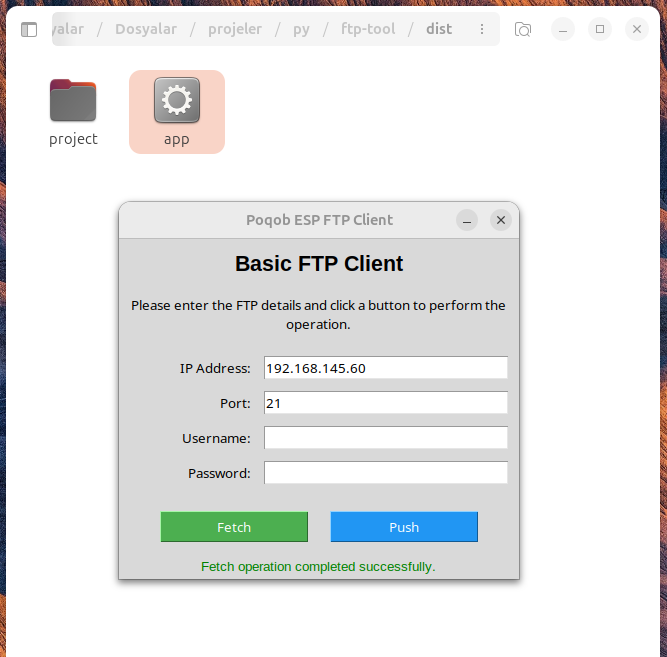 yalar / Dosyalar / projeler / py / ftp-tool / dist
project
app
Poqob ESP FTP Client
Basic FTP Client
Please enter the FTP details and click a button to perform the
operation.
IP Address: 192.168.145.60
Port: 21
Username:
Password:
Fetch Push
Fetch operation completed successfully.